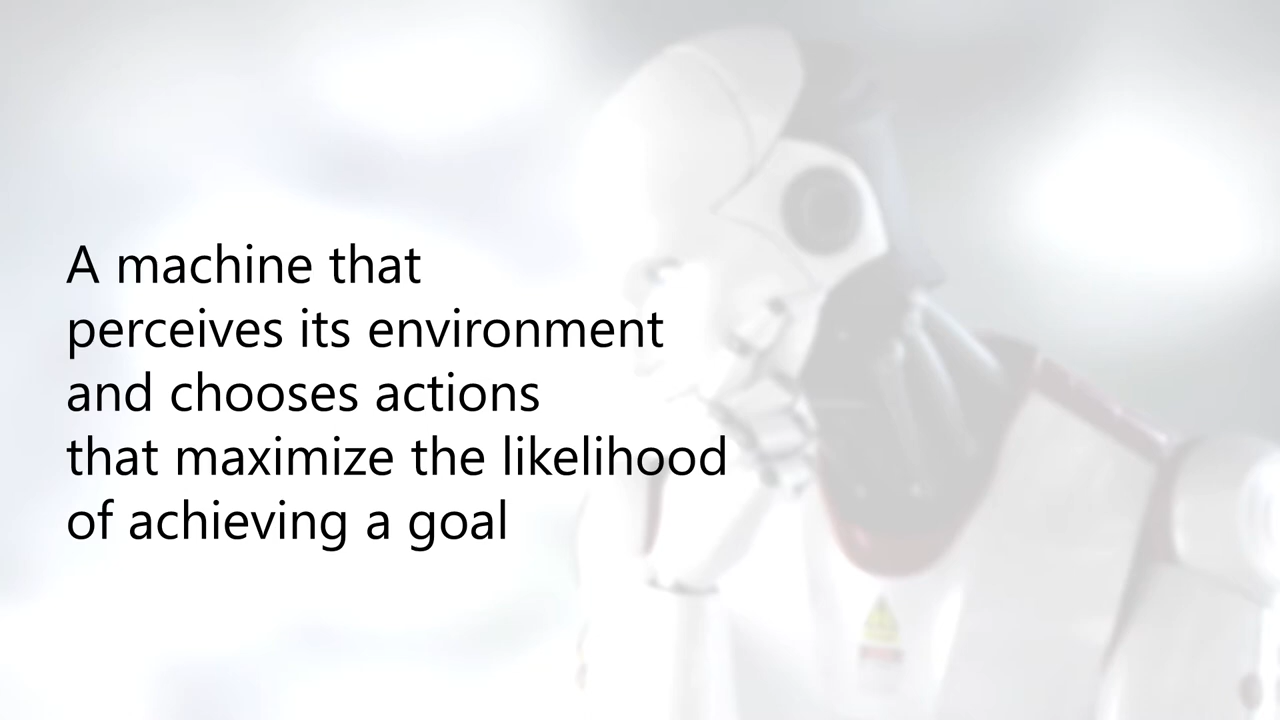 A machine that
perceives its environment
and chooses actions
that maximize the likelihood
of achieving a goal